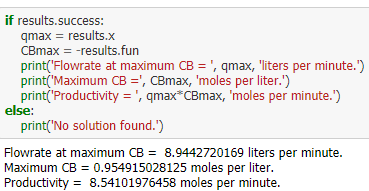 if results.success:
    qmax = results.x
    CBmax = -results.fun
    print('Flowrate at maximum CB = ', qmax, 'liters per minute.')
    print('Maximum CB =', CBmax, 'moles per liter.')
    print('Productivity = ', qmax*CBmax, 'moles per minute.')
else:
    print('No solution found.')
Flowrate at maximum CB =  8.9442720169 liters per minute.
Maximum CB = 0.954915028125 moles per liter.
Productivity =  8.54101976458 moles per minute.